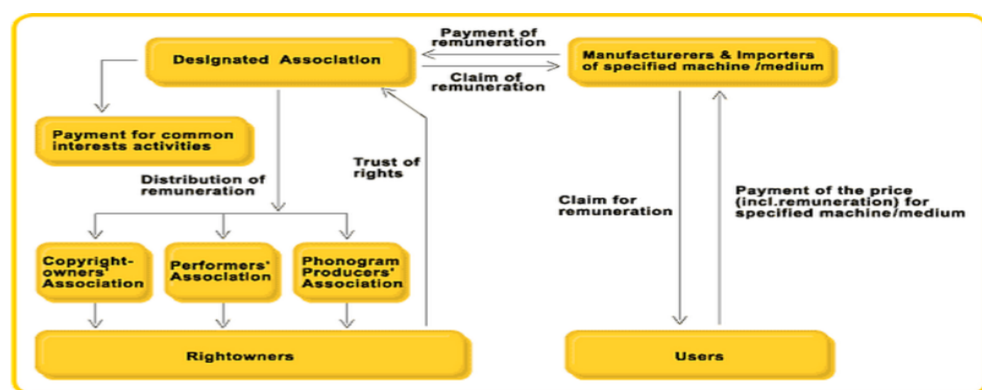 Payment of
remuneration
Designated Association
Manufacturerers & Importers
of specified machine /medium
Claim of
remuneration
Payment for common
interests activities
Distribution of
remuneration
Trust of
rights
Claim for
remuneration
Payment of the price
(incl.remuneration) for
specified machine/medium
Copyright-
owners'
Association
Performers'
Association
Phonogram
Producers'
Association
Rightowners
Users